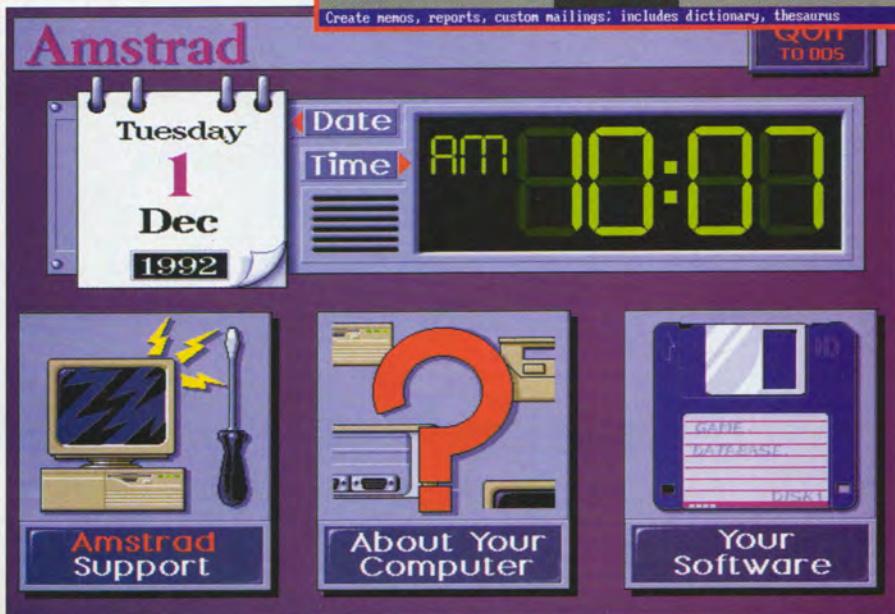 Create memos, reports, custom mailings; includes dictionary, thesaurus
Amstrad
Quit
TO DOS
Tuesday
1
Dec
1992
Date
Time
AM 10:07
GAME.
DATABASE.
DISK1
HD
Amstrad
Support
About Your
Computer
Your
Software